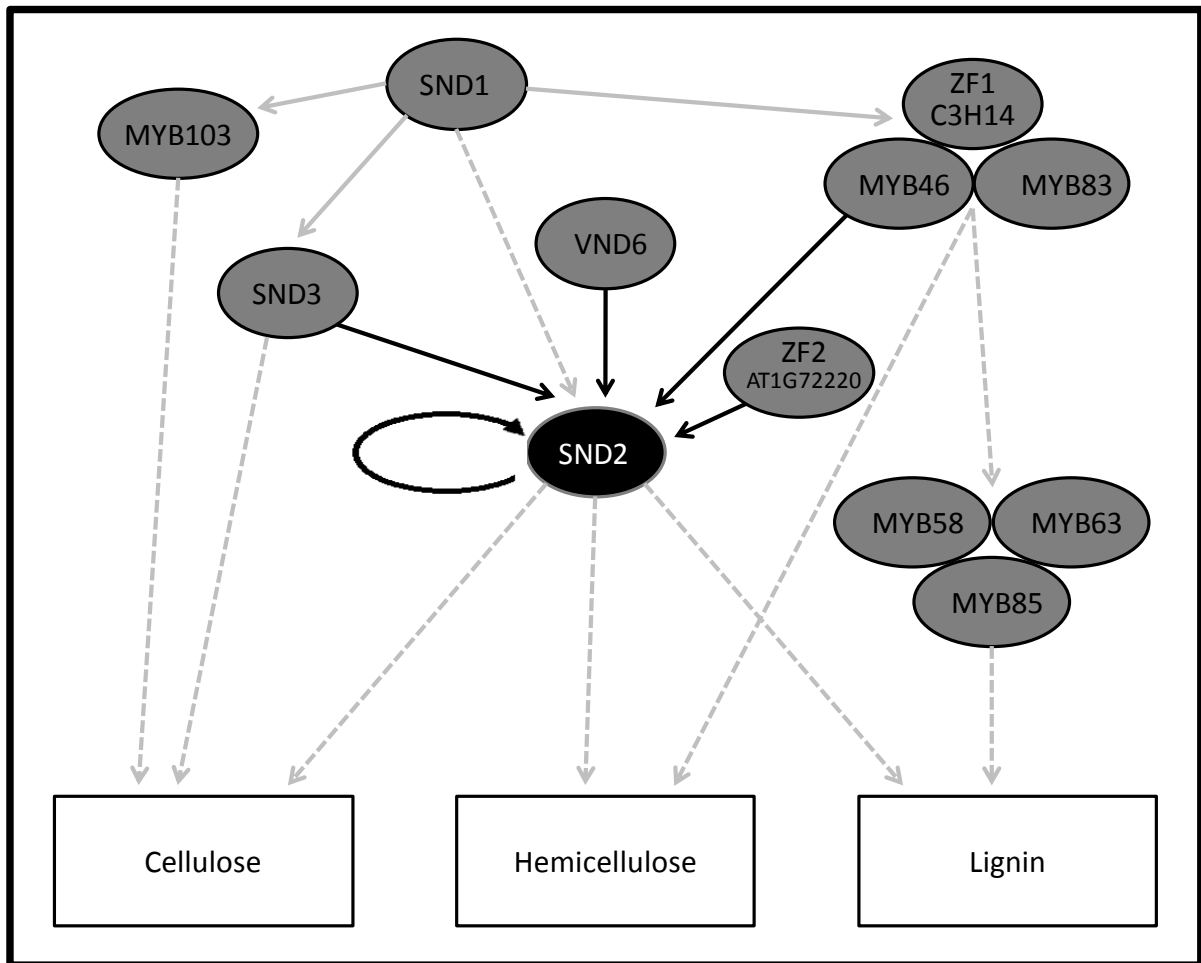 SND1
ZF1
C3H14
MYB103
MYB46
MYB83
VND6
SND3
ZF2
AT1G72220
SND2
MYB58
MYB63
MYB85
Cellulose
Hemicellulose
Lignin